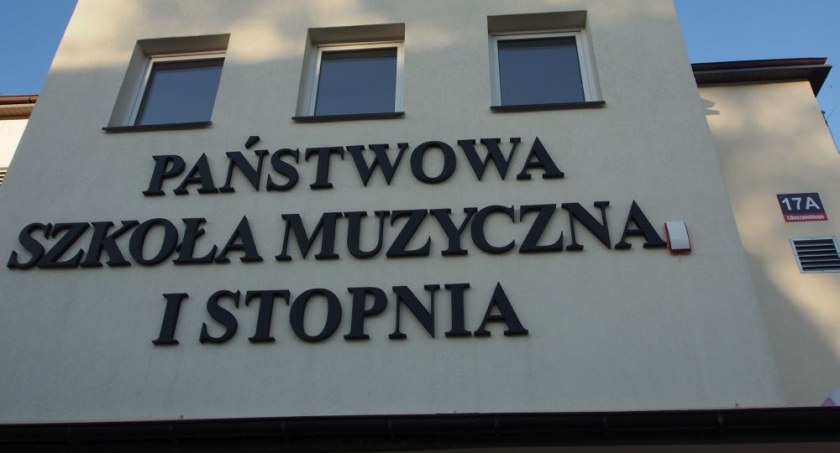 PAŃSTWOWA
SZKOŁA MUZYCZNA
I STOPNIA
17A